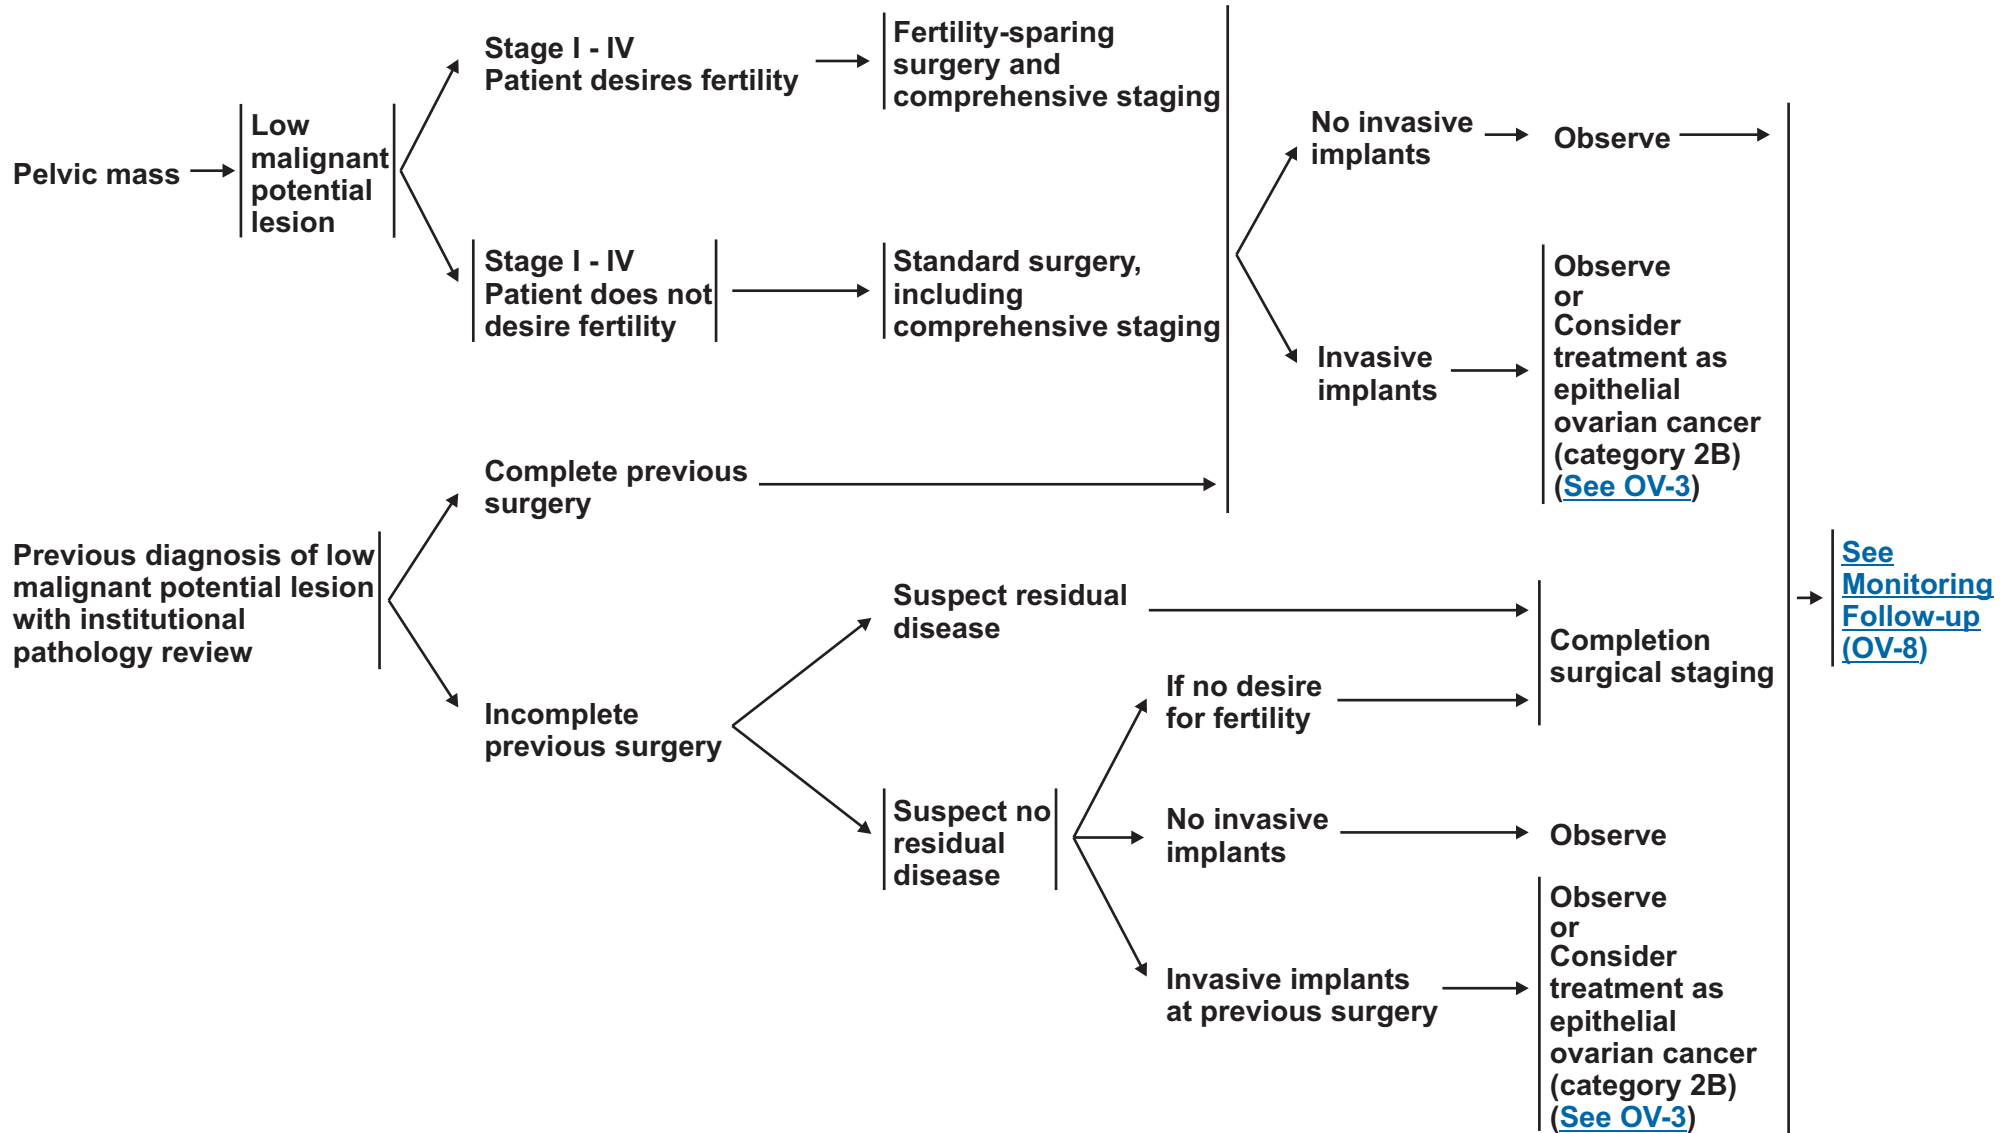 Pelvic mass
Low
malignant
potential
lesion
Stage I - IV
Patient desires fertility
Fertility-sparing
surgery and
comprehensive staging
Stage I - IV
Patient does not
desire fertility
Standard surgery,
including
comprehensive staging
No invasive
implants
Observe
Invasive
implants
Observe
or
Consider
treatment as
epithelial
ovarian cancer
(category 2B)
(See OV-3)
Previous diagnosis of low
malignant potential lesion
with institutional
pathology review
Complete previous
surgery
Incomplete
previous surgery
Suspect residual
disease
Suspect no
residual
disease
If no desire
for fertility
Completion
surgical staging
No invasive
implants
Observe
Invasive implants
at previous surgery
Observe
or
Consider
treatment as
epithelial
ovarian cancer
(category 2B)
(See OV-3)
See
Monitoring
Follow-up
(OV-8)